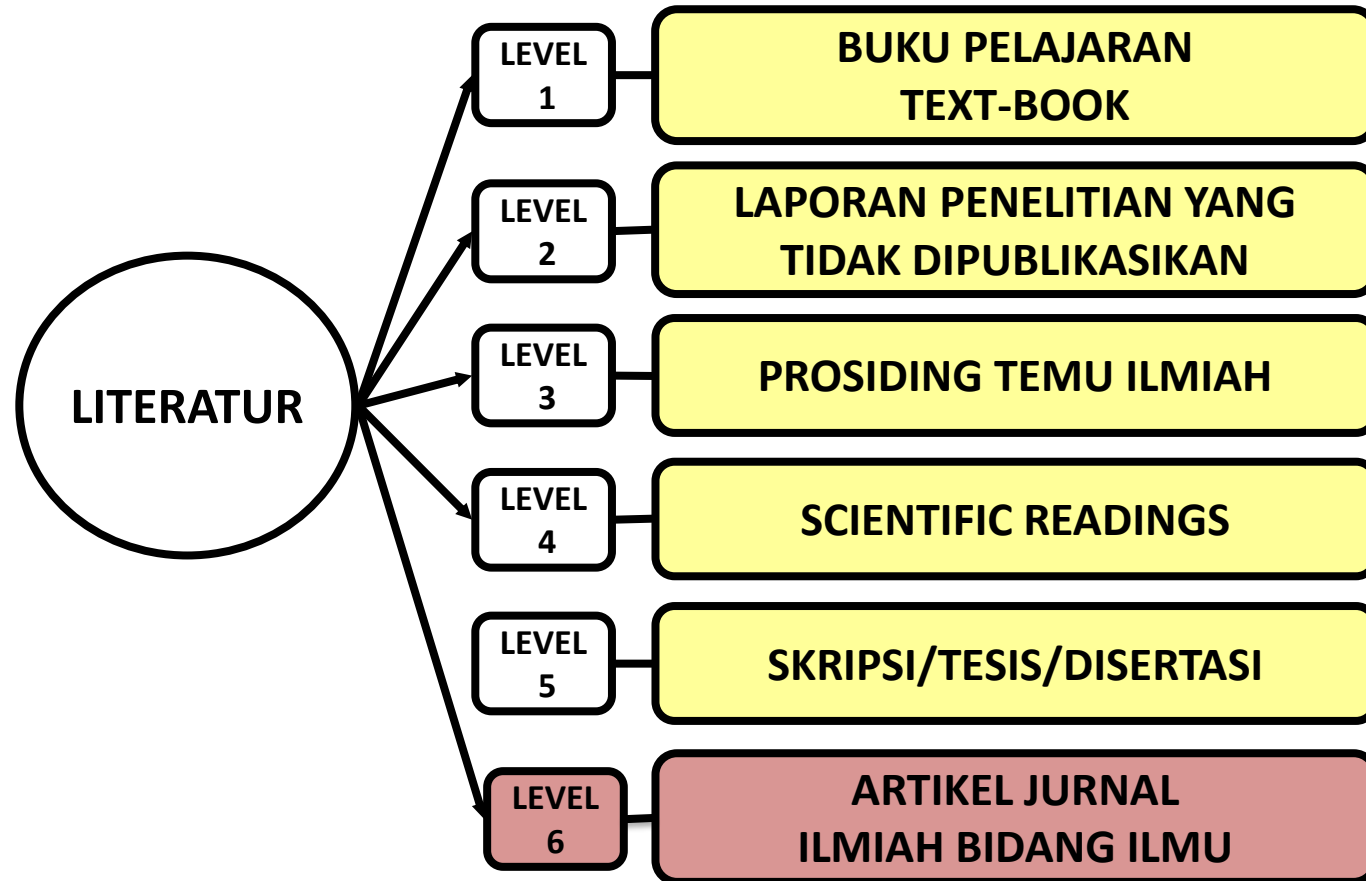 LITERATUR
LEVEL
1
BUKU PELAJARAN
TEXT-BOOK
LEVEL
2
LAPORAN PENELITIAN YANG
TIDAK DIPUBLIKASIKAN
LEVEL
3
PROSIDING TEMU ILMIAH
LEVEL
4
SCIENTIFIC READINGS
LEVEL
5
SKRIPSI/TESIS/DISERTASI
LEVEL
6
ARTIKEL JURNAL
ILMIAH BIDANG ILMU